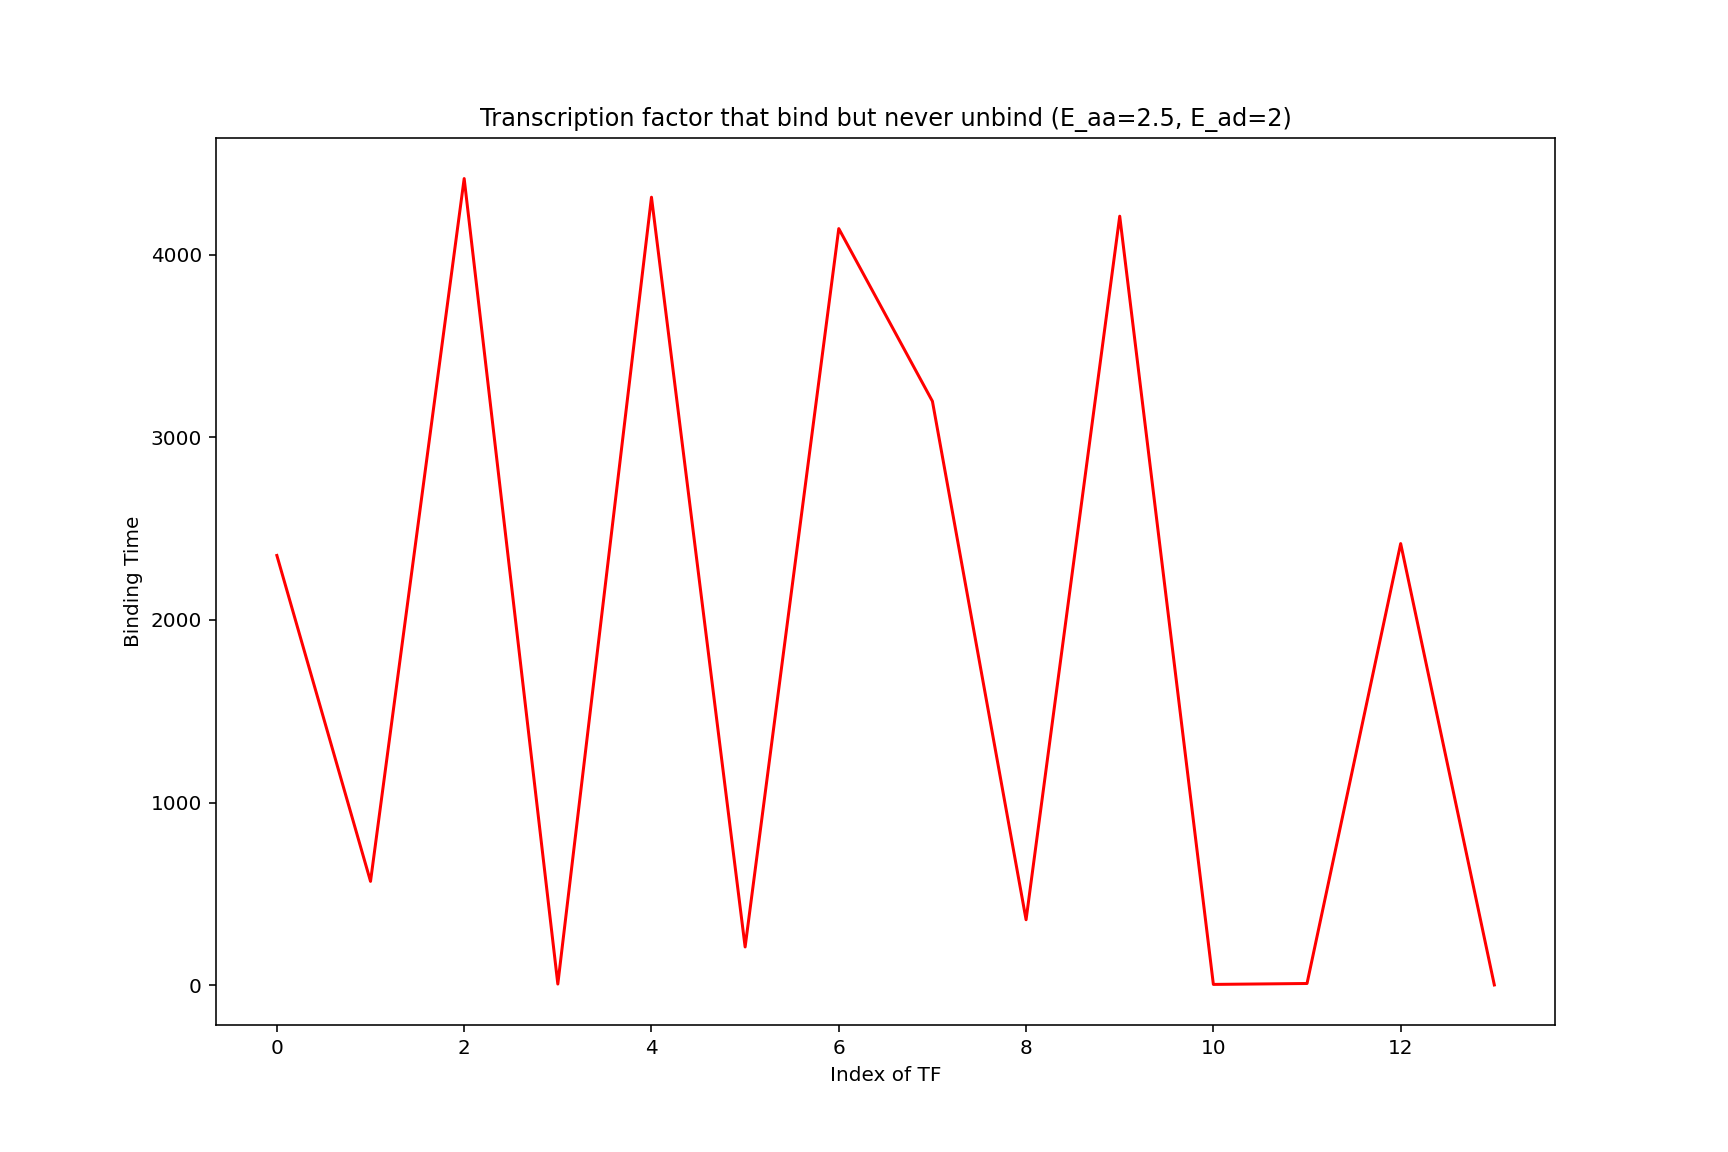 Transcription factor that bind but never unbind (E_aa=2.5, E_ad=2)
4000
3000
2000
1000
0
Binding Time
0 2 4 6 8 10 12
Index of TF